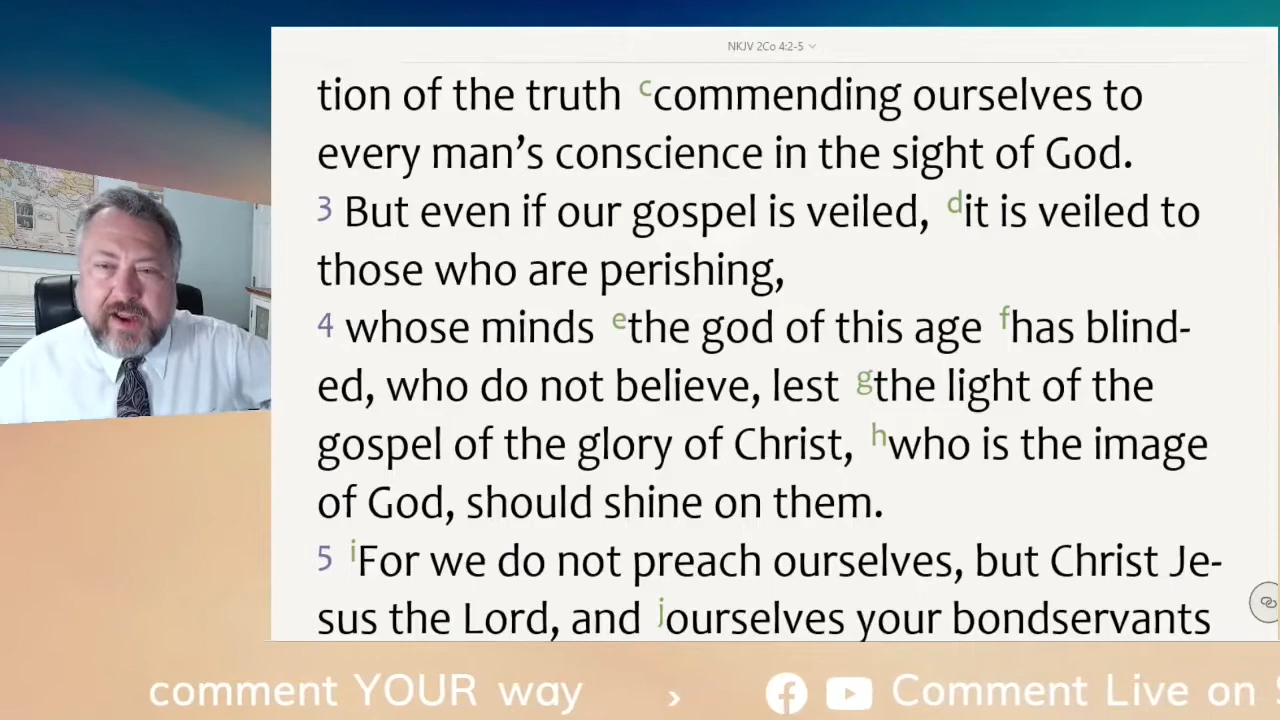 NKJV 2Co 4:2-5
tion of the truth ᶜcommending ourselves to
every man’s conscience in the sight of God.
3 But even if our gospel is veiled, ᵈit is veiled to
those who are perishing,
4 whose minds ᵉthe god of this age ᶠhas blind-
ed, who do not believe, lest ᵍthe light of the
gospel of the glory of Christ, ʰwho is the image
of God, should shine on them.
5 ⁱFor we do not preach ourselves, but Christ Je-
sus the Lord, and ʲourselves your bondservants
comment YOUR way › Comment Live on